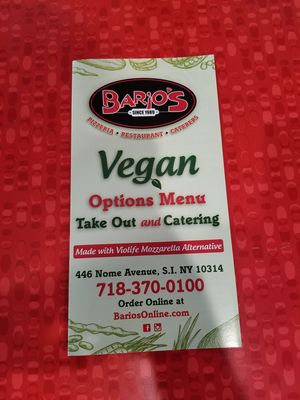 BARiO'S
SINCE 1980
PIZZERIA • RESTAURANT • CATERERS
Vegan
Options Menu
Take Out and Catering
Made with Violife Mozzarella Alternative
446 Nome Avenue, S.I. NY 10314
718-370-0100
Order Online at
BariosOnline.com